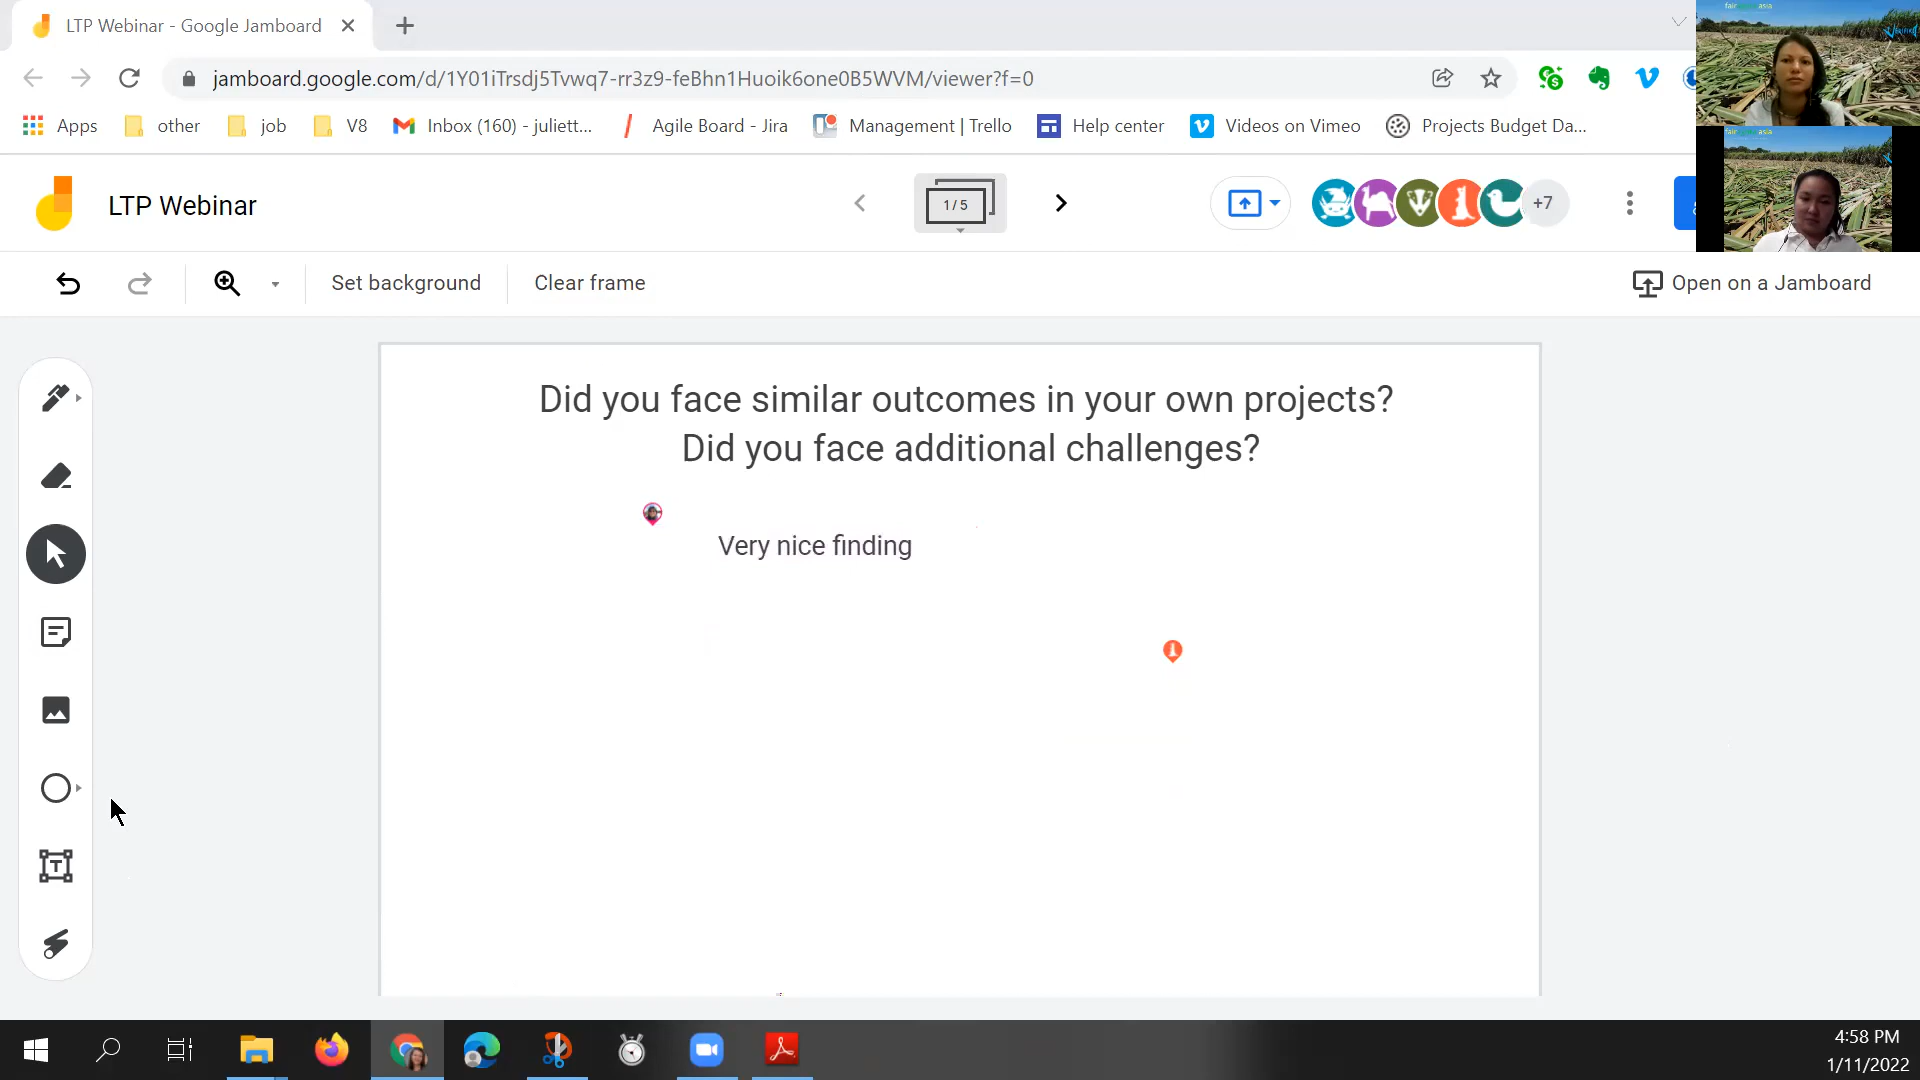 LTP Webinar - Google Jamboard
jamboard.google.com/d/1Y01iTrsdj5Tvwq7-rr3z9-feBhn1Huoik6one0B5WVM/viewer?f=0
Apps
other
job
V8
Inbox (160) - juliett...
Agile Board - Jira
Management | Trello
Help center
Videos on Vimeo
Projects Budget Da...
LTP Webinar
1 / 5
+7
Set background
Clear frame
Open on a Jamboard
Did you face similar outcomes in your own projects?
Did you face additional challenges?
Very nice finding
4:58 PM
1/11/2022